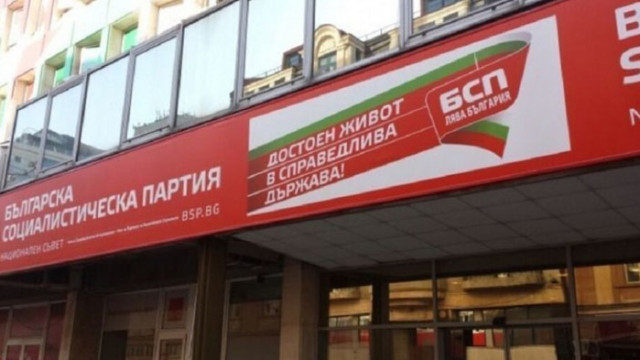 БЪЛГАРСКА
СОЦИАЛИСТИЧЕСКА ПАРТИЯ
НАЦИОНАЛЕН СЪВЕТ
BSP.BG
ДОСТОЕН ЖИВОТ
В СПРАВЕДЛИВА
ДЪРЖАВА!
БСП
ЛЯВА БЪЛГАРИЯ
B
S
N